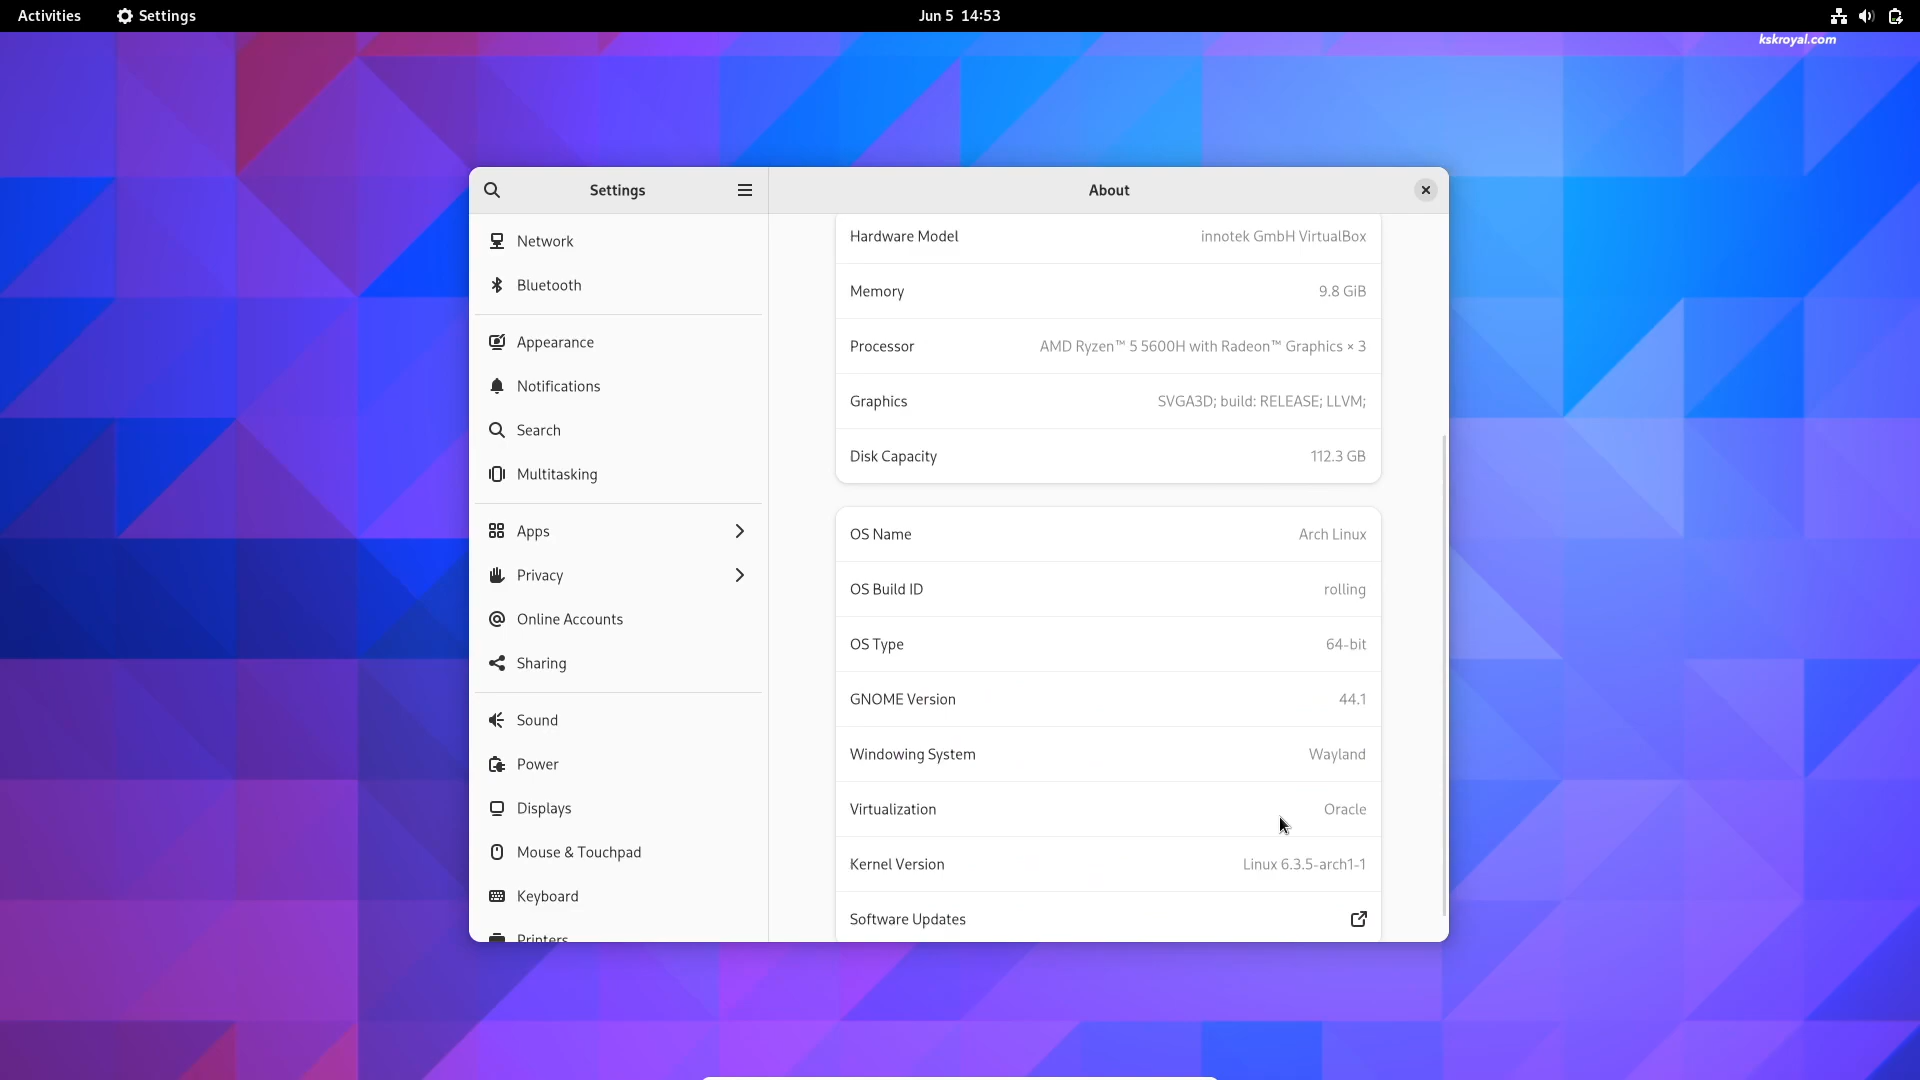 Activities
Settings
Jun 5 14:53
kskroyal.com
Settings
About
Network
Bluetooth
Appearance
Notifications
Search
Multitasking
Apps
Privacy
Online Accounts
Sharing
Sound
Power
Displays
Mouse & Touchpad
Keyboard
Printers
Hardware Model innotek GmbH VirtualBox
Memory 9.8 GiB
Processor AMD Ryzen™ 5 5600H with Radeon™ Graphics × 3
Graphics SVGA3D; build: RELEASE; LLVM;
Disk Capacity 112.3 GB
OS Name Arch Linux
OS Build ID rolling
OS Type 64-bit
GNOME Version 44.1
Windowing System Wayland
Virtualization Oracle
Kernel Version Linux 6.3.5-arch1-1
Software Updates